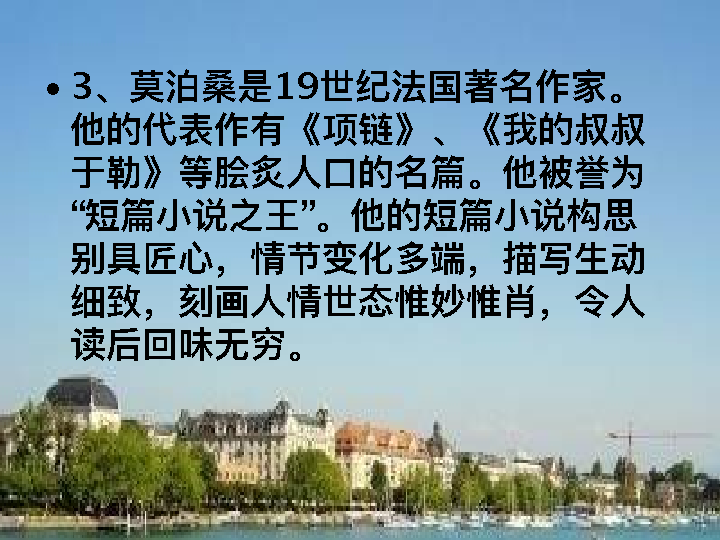 • 3、莫泊桑是19世纪法国著名作家。
他的代表作有《项链》、《我的叔叔
于勒》等脍炙人口的名篇。他被誉为
“短篇小说之王”。他的短篇小说构思
别具匠心，情节变化多端，描写生动
细致，刻画人情世态惟妙惟肖，令人
读后回味无穷。